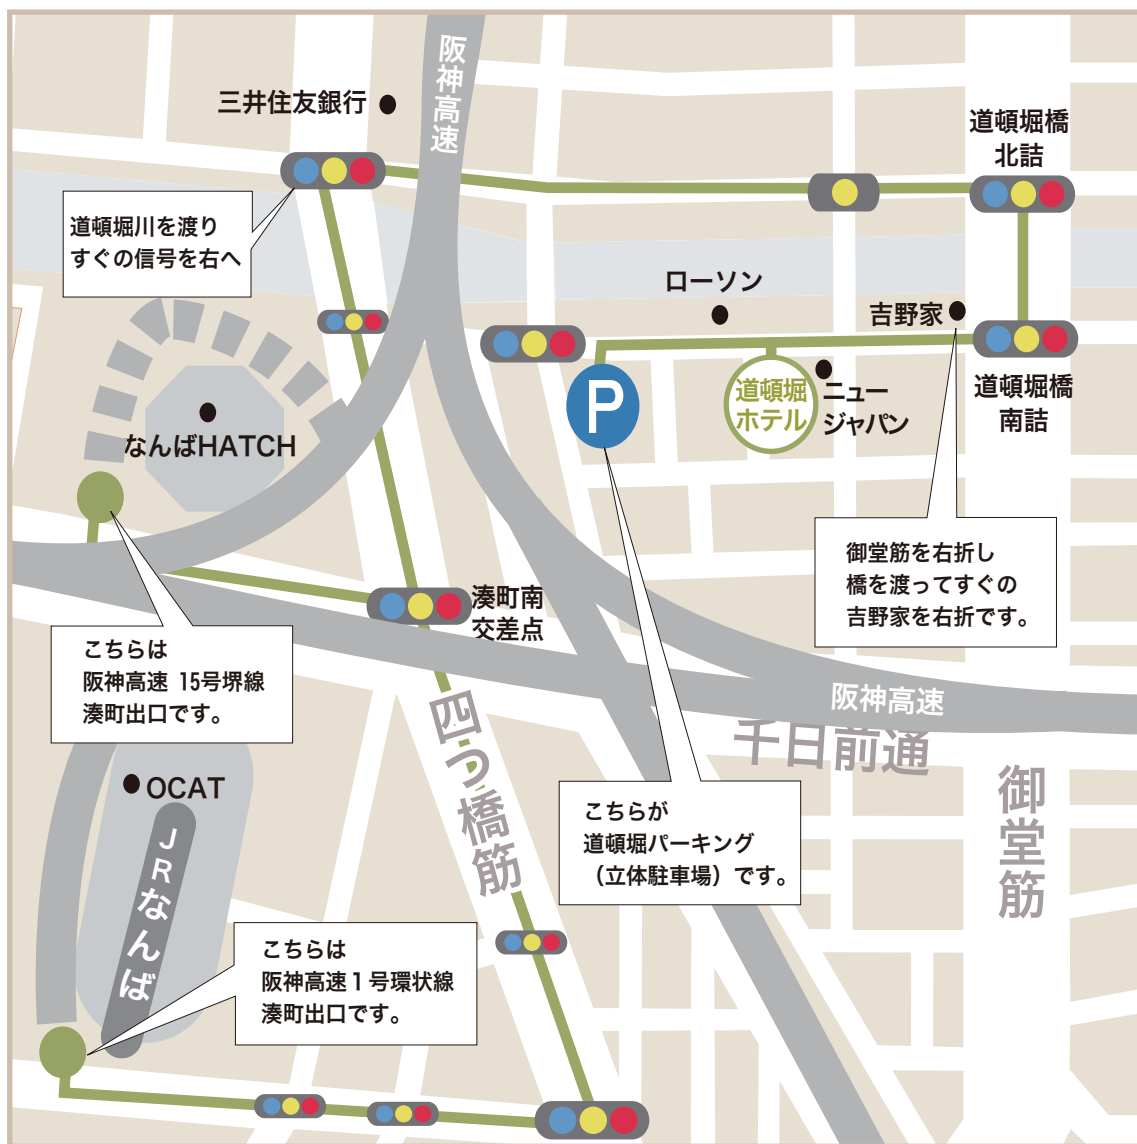 阪神高速
三井住友銀行
道頓堀橋
北詰
道頓堀川を渡り
すぐの信号を右へ
ローソン
吉野家
道頓堀
ホテル
ニュー
ジャパン
道頓堀橋
南詰
P
なんばHATCH
御堂筋を右折し
橋を渡ってすぐの
吉野家を右折です。
湊町南
交差点
こちらは
阪神高速 15号堺線
湊町出口です。
阪神高速
千日前通
四つ橋筋
御堂筋
OCAT
JRなんば
こちらが
道頓堀パーキング
（立体駐車場）です。
こちらは
阪神高速１号環状線
湊町出口です。